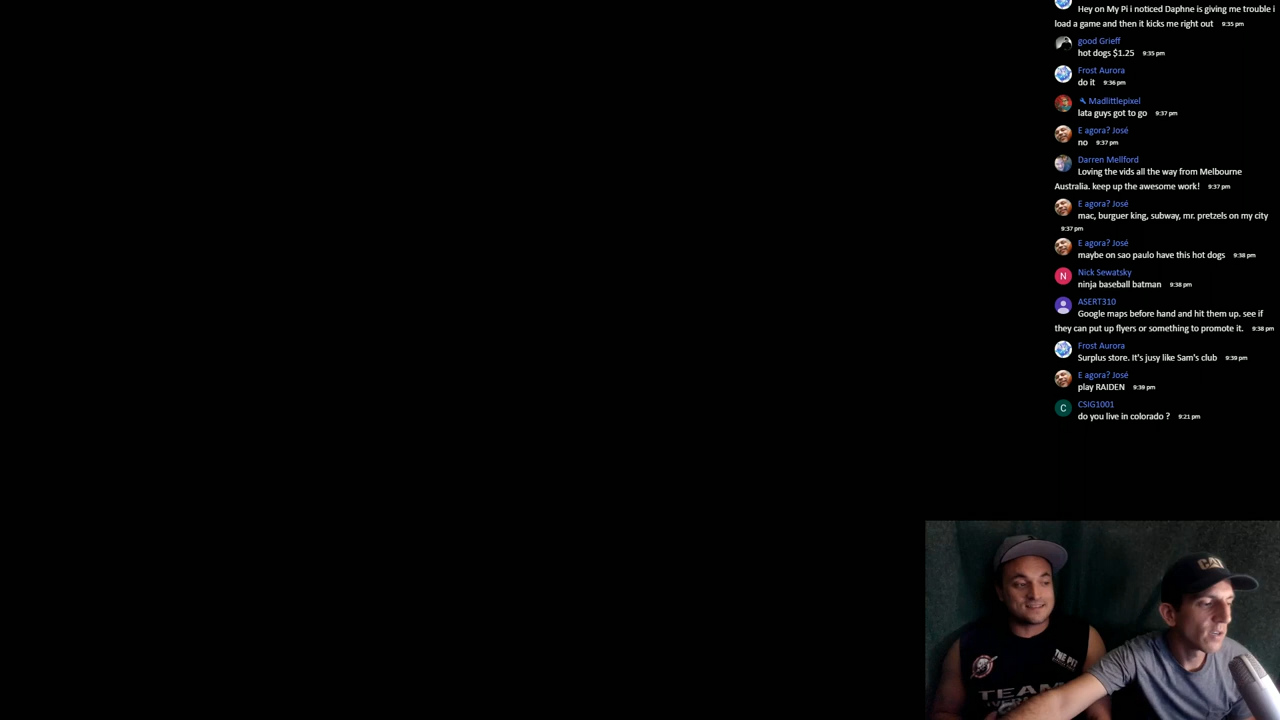 Hey on My Pi i noticed Daphne is giving me trouble i
load a game and then it kicks me right out 9:35 pm
good Grieff
hot dogs $1.25 9:35 pm
Frost Aurora
do it 9:36 pm
Madlittlepixel
lata guys got to go 9:37 pm
E agora? José
no 9:37 pm
Darren Mellford
Loving the vids all the way from Melbourne
Australia. keep up the awesome work! 9:37 pm
E agora? José
mac, burguer king, subway, mr. pretzels on my city
9:37 pm
E agora? José
maybe on sao paulo have this hot dogs 9:38 pm
N
Nick Sewatsky
ninja baseball batman 9:38 pm
ASERT310
Google maps before hand and hit them up. see if
they can put up flyers or something to promote it. 9:38 pm
Frost Aurora
Surplus store. It's jusy like Sam's club 9:39 pm
E agora? José
play RAIDEN 9:39 pm
C
CSIG1001
do you live in colorado ? 9:21 pm
CAT
THE PIT
TEAM